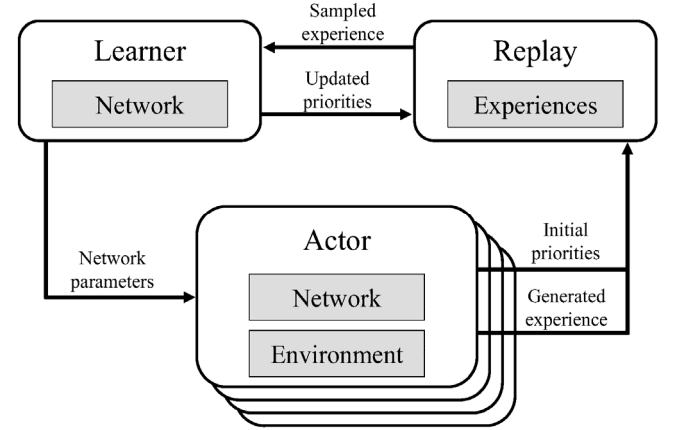 Learner
Network
Sampled
experience
Updated
priorities
Replay
Experiences
Network
parameters
Actor
Network
Environment
Initial
priorities
Generated
experience